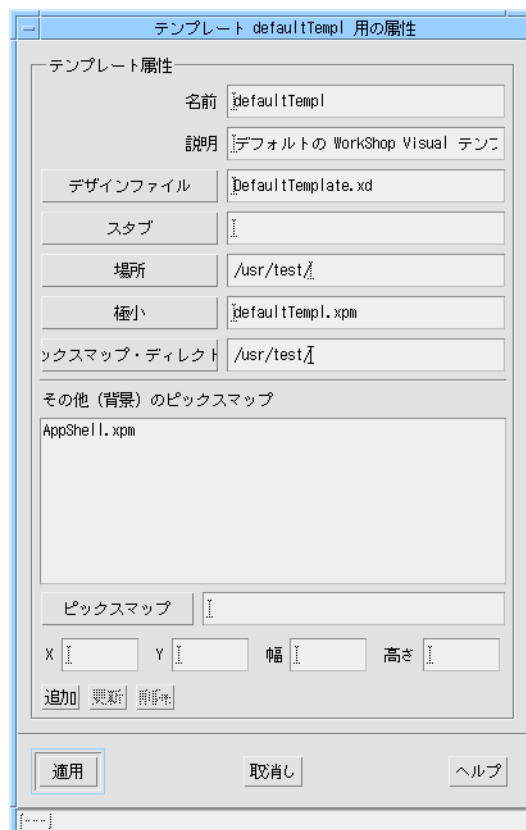 テンプレート defaultTempl 用の属性
テンプレート属性
名前 defaultTempl
説明 デフォルトの WorkShop Visual テンプ
デザインファイル DefaultTemplate.xd
スタブ
場所 /usr/test/
極小 defaultTempl.xpm
ックスマップ・ディレクト /usr/test/
その他 (背景) のピックスマップ
AppShell.xpm
ピックスマップ
X Y 幅 高さ
追加 更新 削除
適用 取消し ヘルプ
[---]